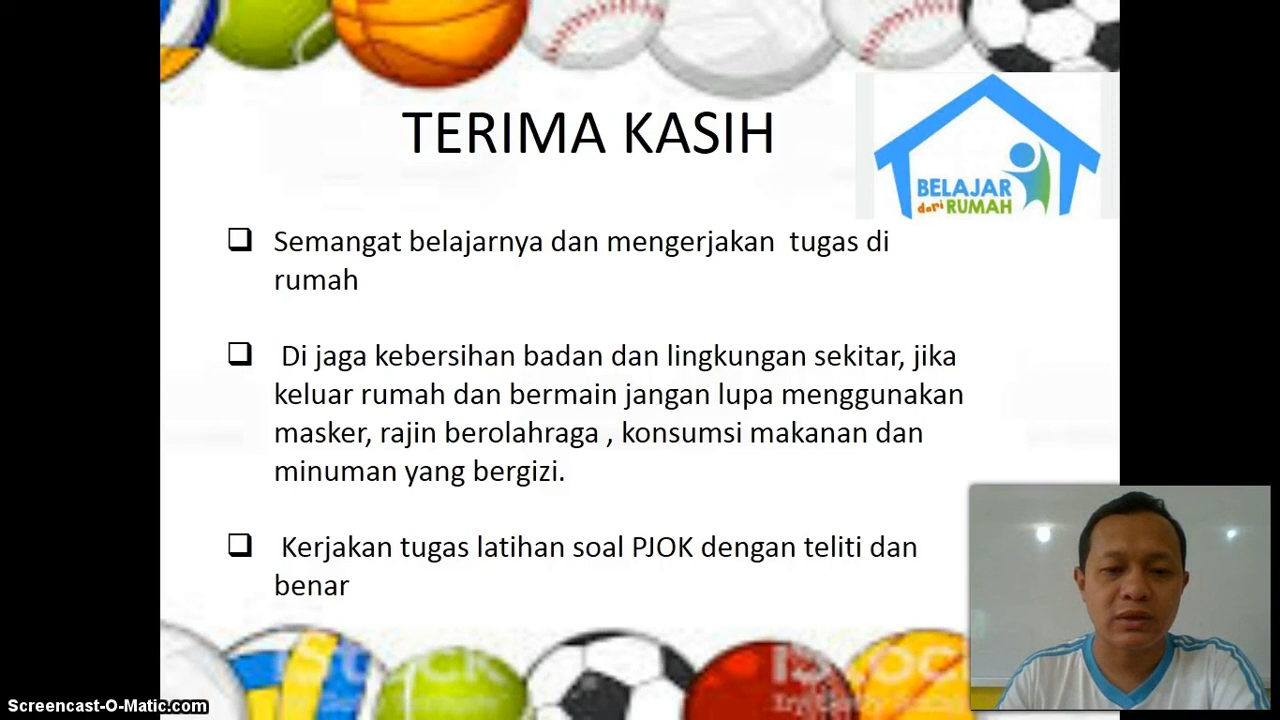 TERIMA KASIH
BELAJAR
dari RUMAH
❑ Semangat belajarnya dan mengerjakan tugas di
rumah
❑ Di jaga kebersihan badan dan lingkungan sekitar, jika
keluar rumah dan bermain jangan lupa menggunakan
masker, rajin berolahraga , konsumsi makanan dan
minuman yang bergizi.
❑ Kerjakan tugas latihan soal PJOK dengan teliti dan
benar
Screencast-O-Matic.com